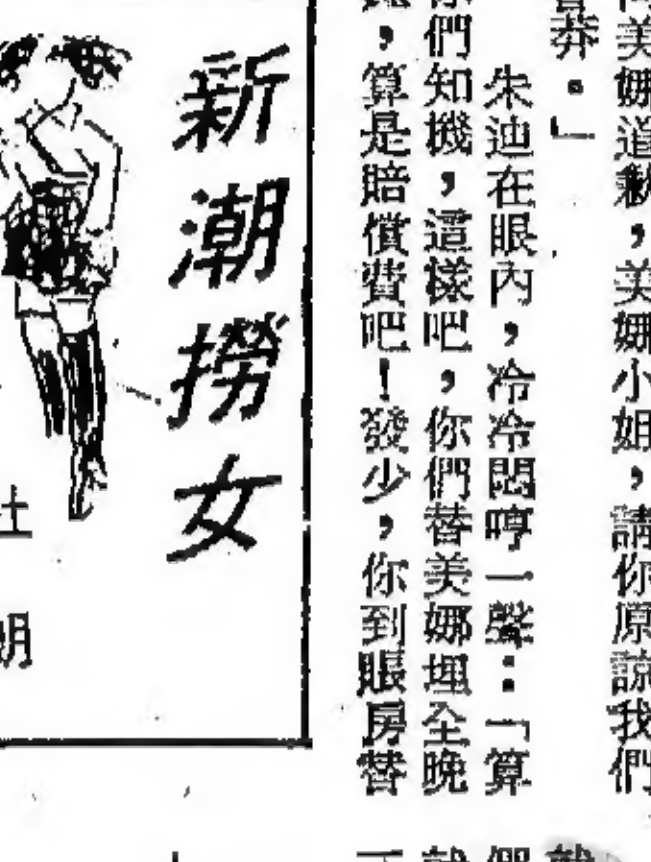 美娜道歉，美娜小姐，請你原諒我們
莽。」
朱迪在眼內，冷冷悶哼一聲：「算
你們知機，這樣吧，你們替美娜埋全晚
，算是賠償費吧！發少，你到賬房替
新潮撈女
杜
朗